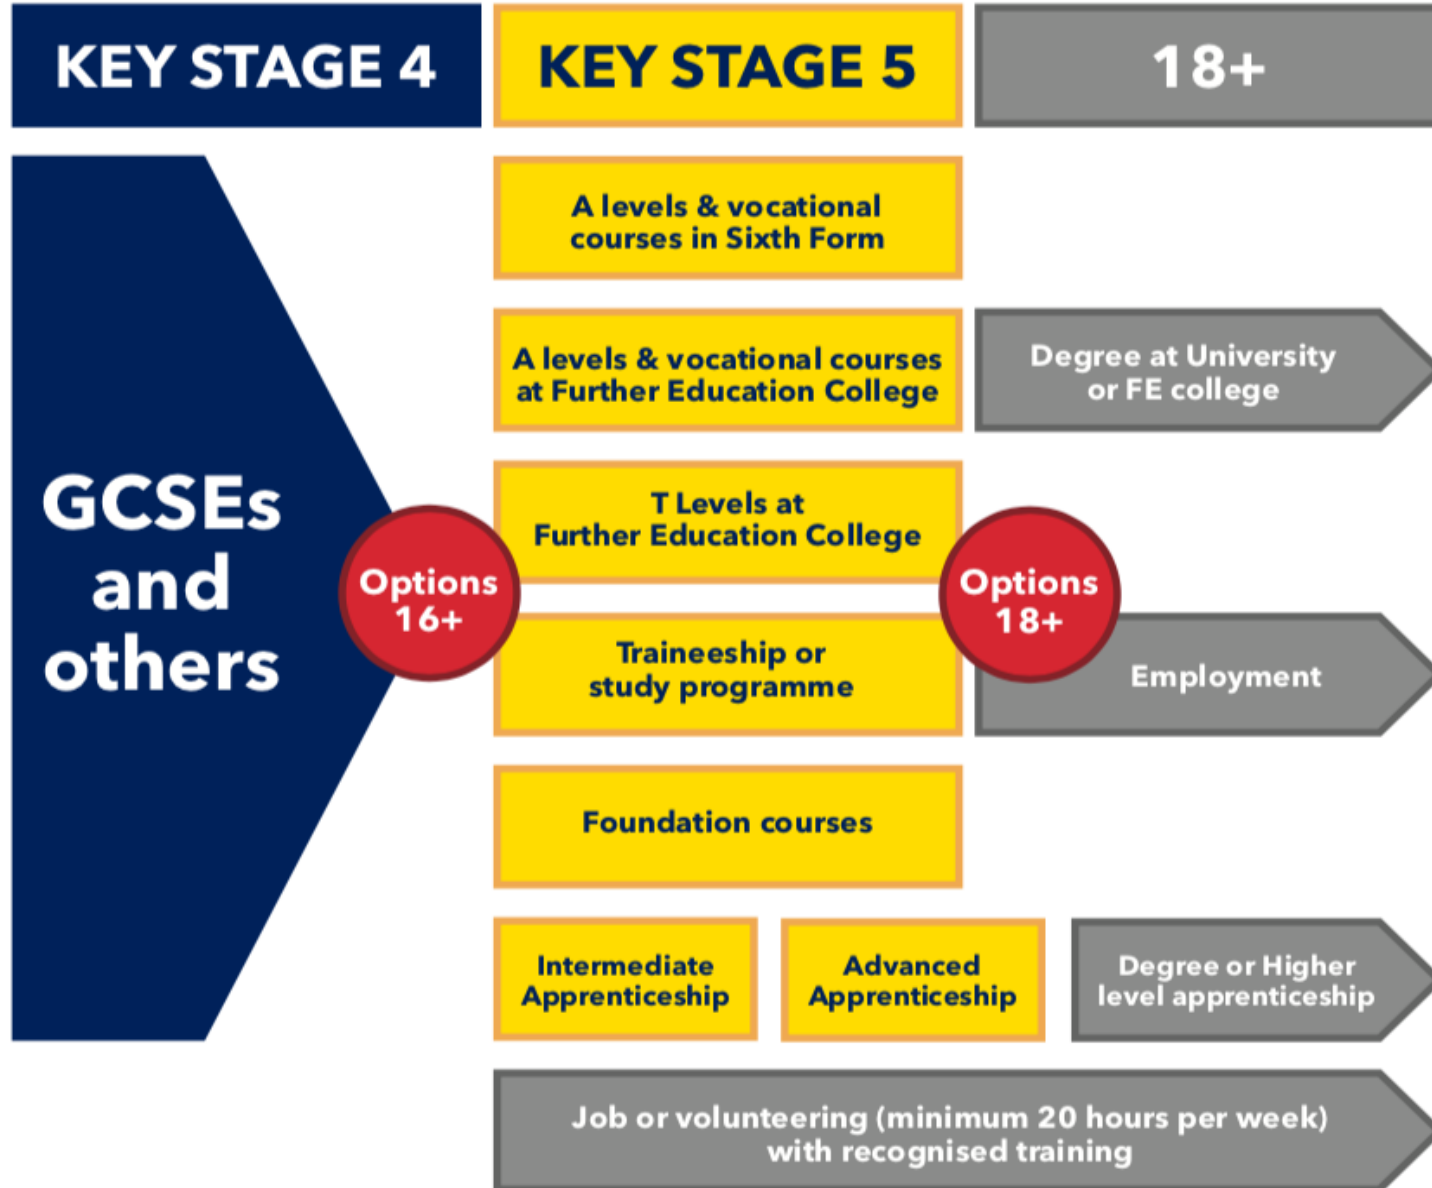 KEY STAGE 4
KEY STAGE 5
18+
GCSEs
and
others
Options
16+
A levels & vocational
courses in Sixth Form
A levels & vocational courses
at Further Education College
T Levels at
Further Education College
Traineeship or
study programme
Foundation courses
Intermediate
Apprenticeship
Advanced
Apprenticeship
Options
18+
Degree at University
or FE college
Employment
Degree or Higher
level apprenticeship
Job or volunteering (minimum 20 hours per week)
with recognised training